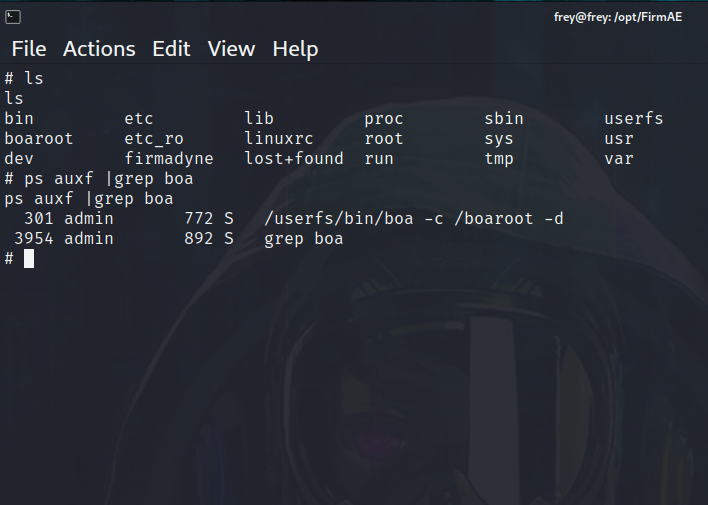 frey@frey: /opt/FirmAE
File Actions Edit View Help
# ls
ls
bin etc lib proc sbin userfs
boaroot etc_ro linuxrc root sys usr
dev firmadyne lost+found run tmp var
# ps auxf |grep boa
ps auxf |grep boa
301 admin 772 S /userfs/bin/boa -c /boaroot -d
3954 admin 892 S grep boa
#